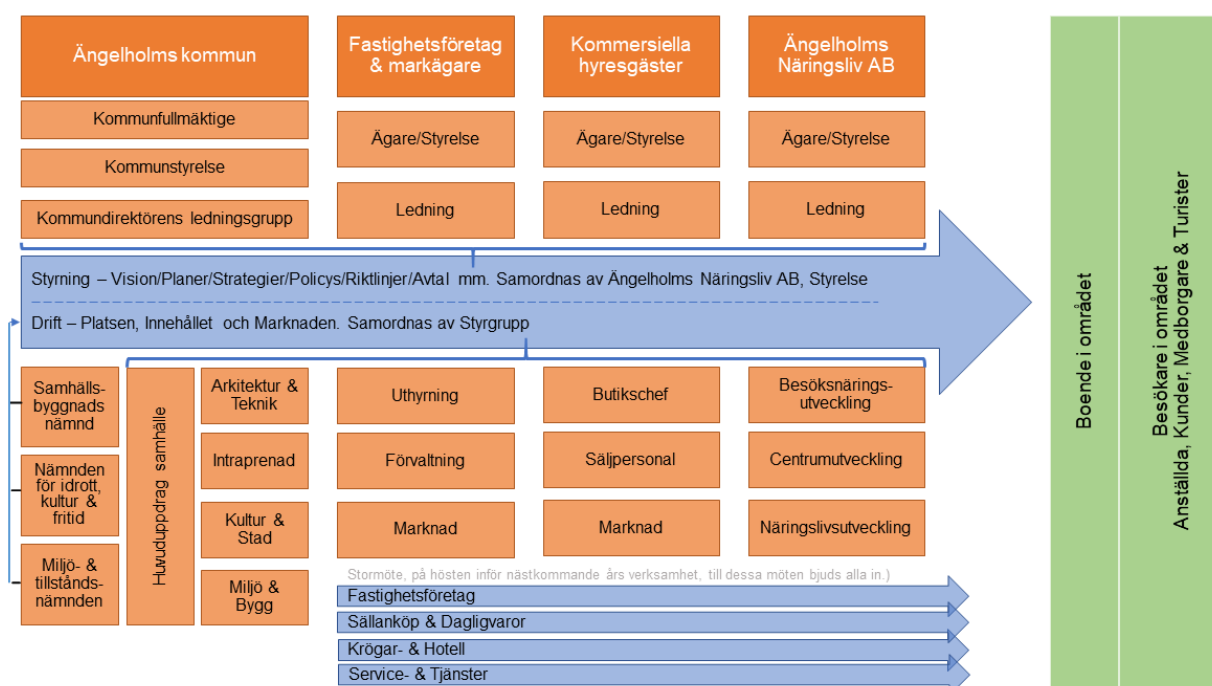 Ängelholms kommun
Fastighetsföretag
& markägare
Kommersiella
hyresgäster
Ängelholms
Näringsliv AB
Kommunfullmäktige
Kommunstyrelse
Kommundirektörens ledningsgrupp
Ägare/Styrelse
Ledning
Ägare/Styrelse
Ledning
Ägare/Styrelse
Ledning
Styrning – Vision/Planer/Strategier/Policys/Riktlinjer/Avtal mm. Samordnas av Ängelholms Näringsliv AB, Styrelse
Drift – Platsen, Innehållet och Marknaden. Samordnas av Styrgrupp
Samhälls-
byggnads
nämnd
Nämnden
för idrott,
kultur &
fritid
Miljö- &
tillstånds-
nämnden
Huvuduppdrag samhälle
Arkitektur &
Teknik
Intraprenad
Kultur &
Stad
Miljö &
Bygg
Uthyrning
Förvaltning
Marknad
Butikschef
Säljpersonal
Marknad
Besöksnärings-
utveckling
Centrumutveckling
Näringslivsutveckling
Stormöte, på hösten inför nästkommande års verksamhet, till dessa möten bjuds alla in.)
Fastighetsföretag
Sällanköp & Dagligvaror
Krögar- & Hotell
Service- & Tjänster
Boende i området
Besökare i området
Anställda, Kunder, Medborgare & Turister